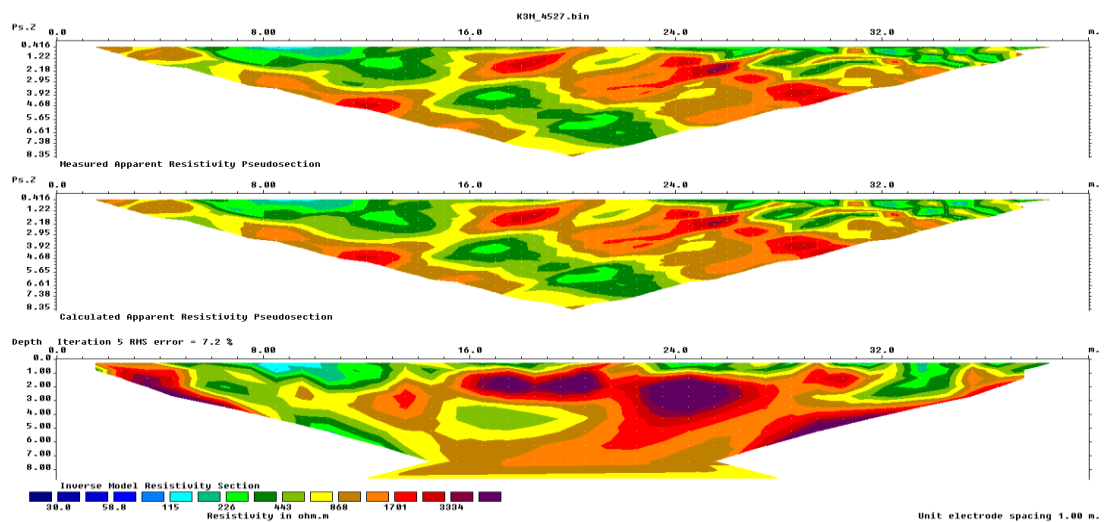 K3M_4527.bin
Ps.Z 0.0 8.00 16.0 24.0 32.0 m.
0.416
1.22
2.18
2.95
3.92
4.68
5.65
6.61
7.38
8.35
Measured Apparent Resistivity Pseudosection
Ps.Z 0.0 8.00 16.0 24.0 32.0 m.
0.416
1.22
2.18
2.95
3.92
4.68
5.65
6.61
7.38
8.35
Calculated Apparent Resistivity Pseudosection
Depth Iteration 5 RMS error = 7.2 %
0.0 8.00 16.0 24.0 32.0 m.
0.0
1.00
2.00
3.00
4.00
5.00
6.00
7.00
8.00
Inverse Model Resistivity Section
30.0 58.8 115 226 443 868 1701 3334
Resistivity in ohm.m Unit electrode spacing 1.00 m.